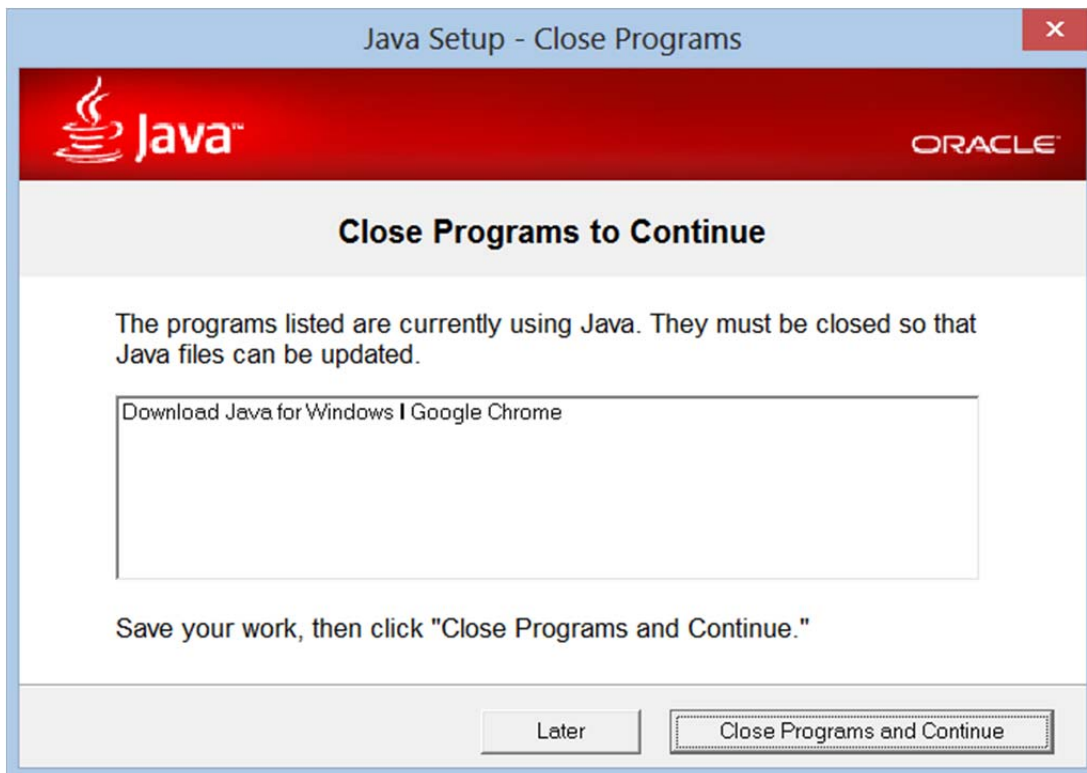 Java Setup - Close Programs
Java™
ORACLE
Close Programs to Continue
The programs listed are currently using Java. They must be closed so that
Java files can be updated.
Download Java for Windows I Google Chrome
Save your work, then click "Close Programs and Continue."
Later
Close Programs and Continue